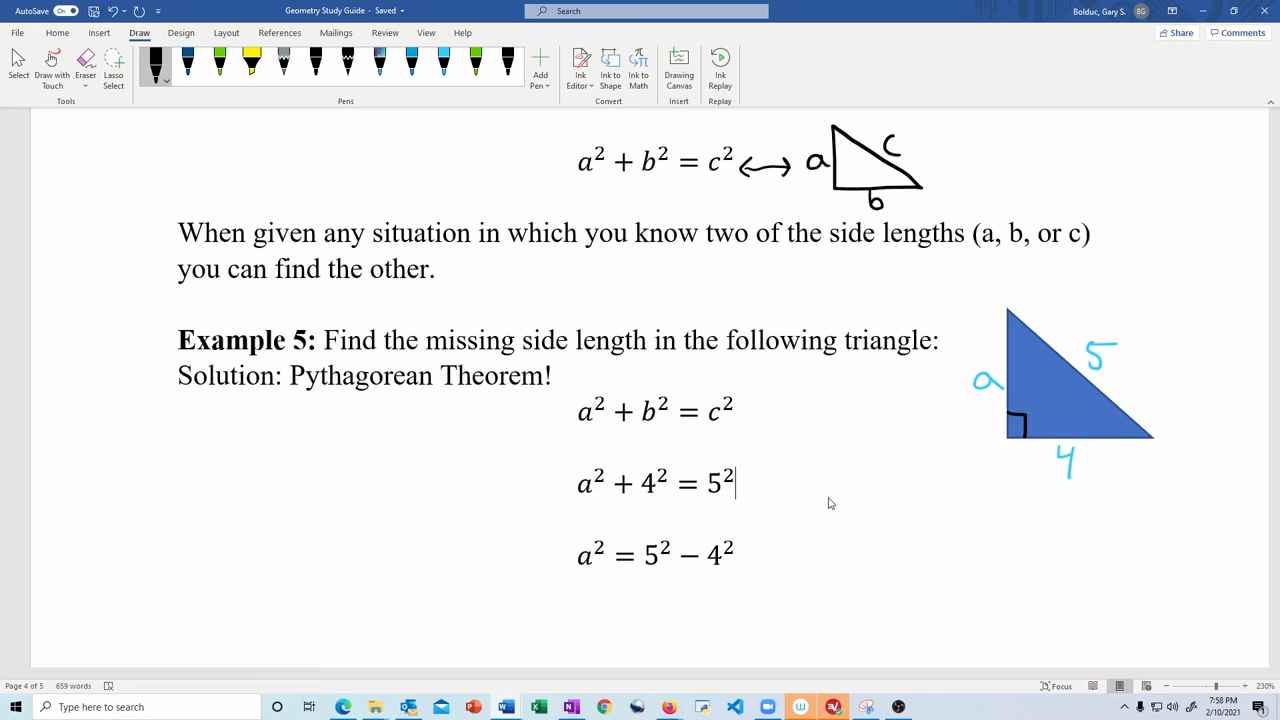 AutoSave On Geometry Study Guide - Saved Search Bolduc, Gary S. BG
File Home Insert Draw Design Layout References Mailings Review View Help Share Comments
Select Draw with Touch Eraser Lasso Select Add Pen Ink Editor Ink to Shape Ink to Math Drawing Canvas Ink Replay
Tools Pens Convert Insert Replay
a² + b² = c² ↔ a c b
When given any situation in which you know two of the side lengths (a, b, or c)
you can find the other.
Example 5: Find the missing side length in the following triangle:
Solution: Pythagorean Theorem!
a² + b² = c²
a² + 4² = 5²
a² = 5² − 4²
a 5
4
Page 4 of 5 659 words Focus 230%
Type here to search 7:58 PM
2/10/2021